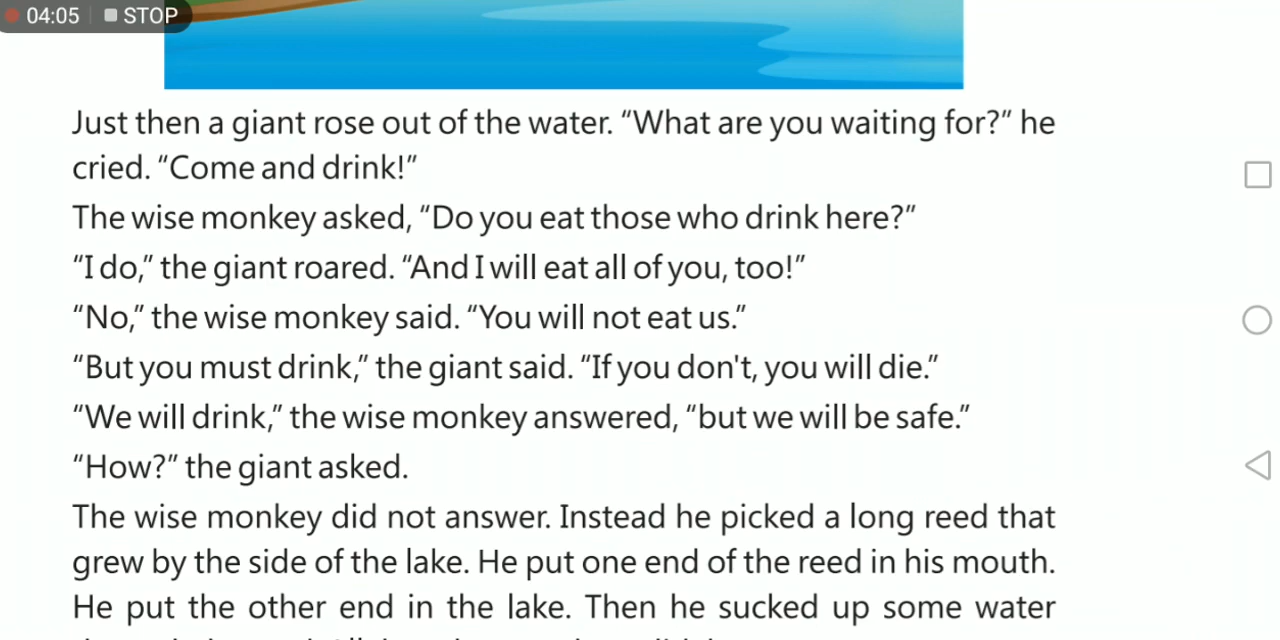 04:05 STOP
Just then a giant rose out of the water. “What are you waiting for?” he
cried. “Come and drink!”
The wise monkey asked, “Do you eat those who drink here?”
“I do,” the giant roared. “And I will eat all of you, too!”
“No,” the wise monkey said. “You will not eat us.”
“But you must drink,” the giant said. “If you don't, you will die.”
“We will drink,” the wise monkey answered, “but we will be safe.”
“How?” the giant asked.
The wise monkey did not answer. Instead he picked a long reed that
grew by the side of the lake. He put one end of the reed in his mouth.
He put the other end in the lake. Then he sucked up some water